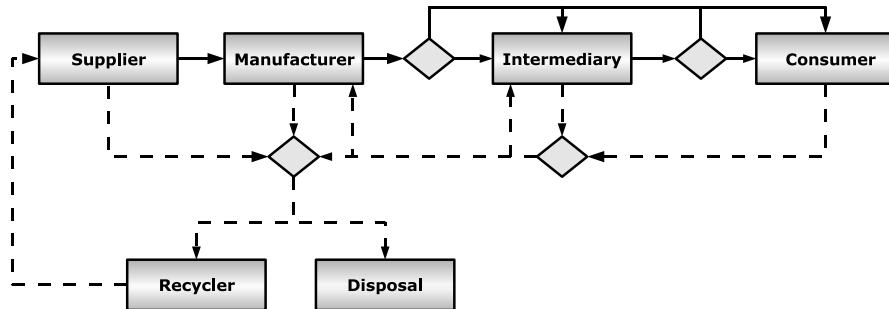 Supplier
Manufacturer
Intermediary
Consumer
Recycler
Disposal